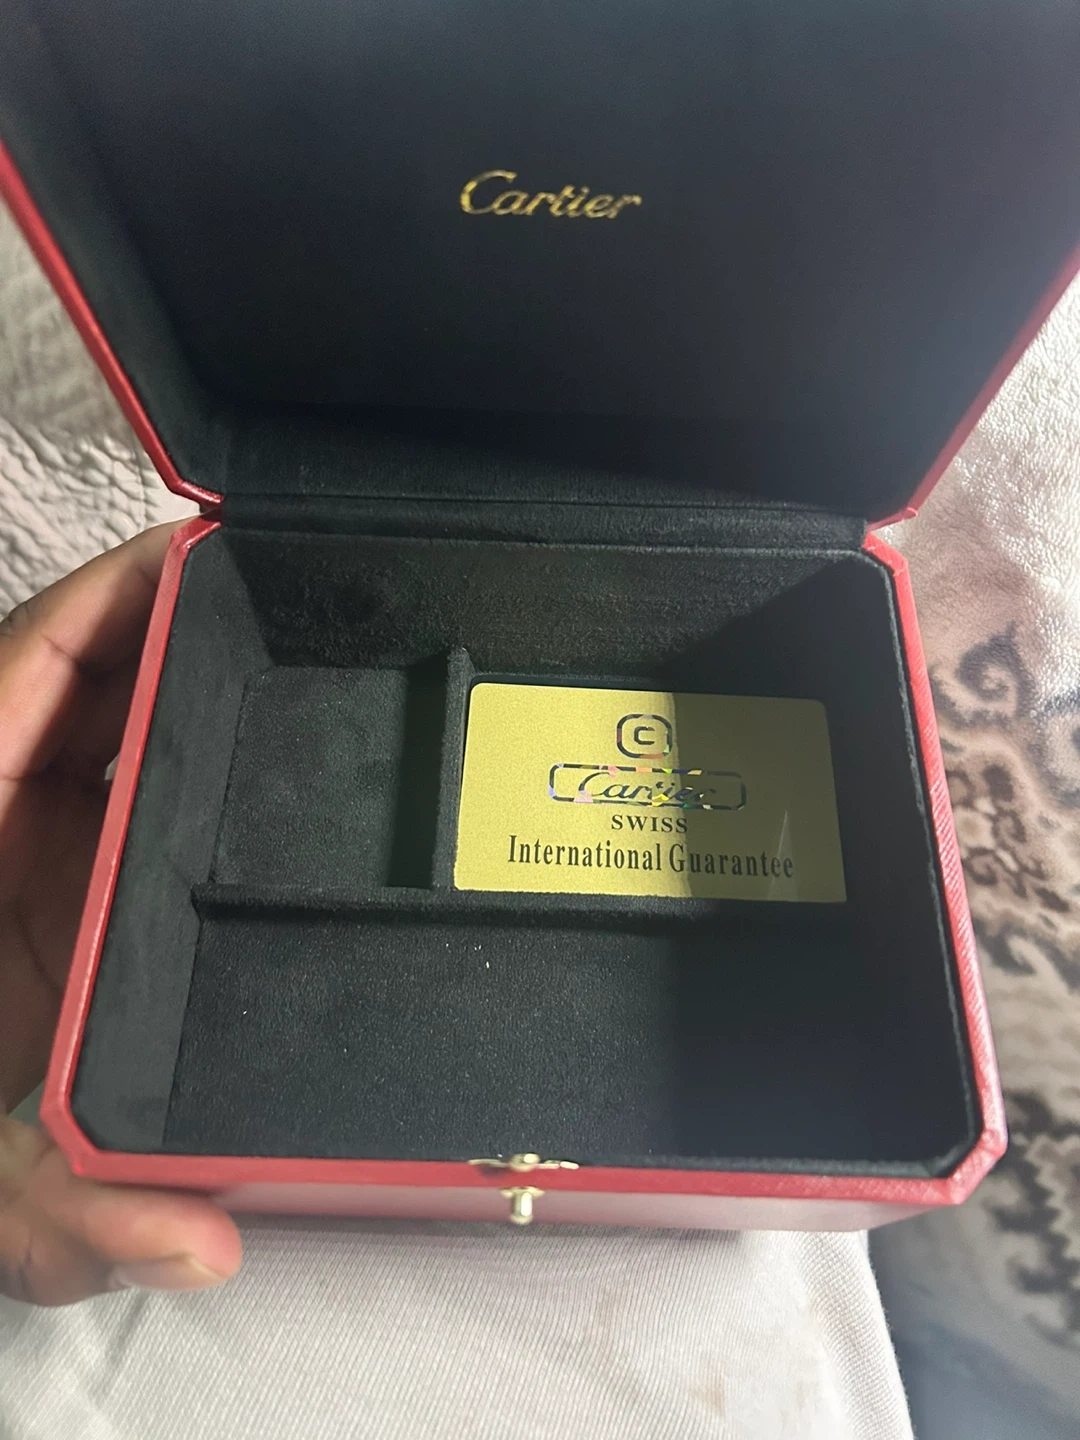 Cartier
C
Cartier
SWISS
International Guarantee